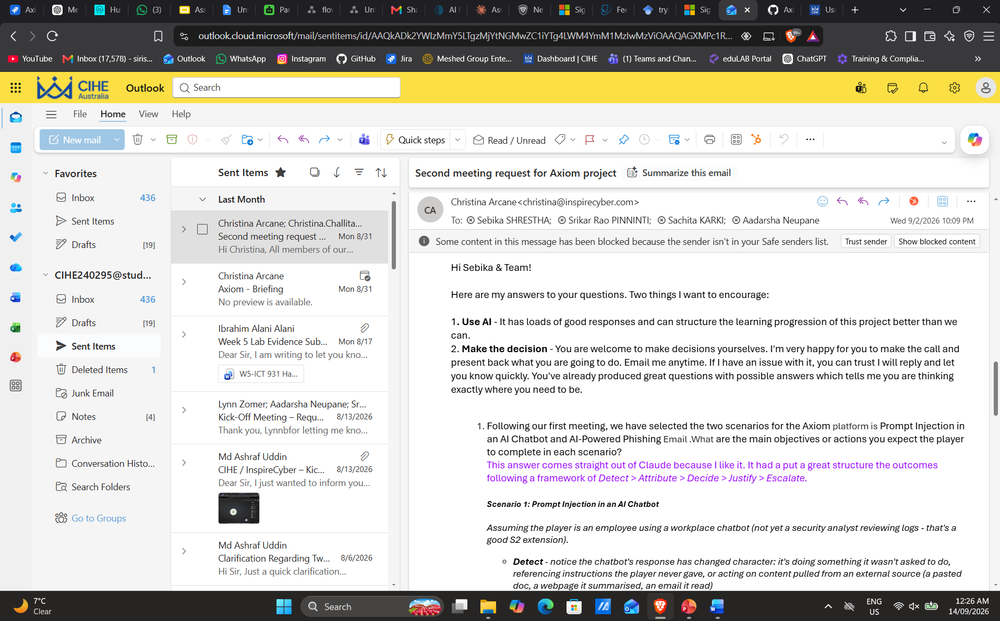 Axi
Me
Hu
(3)
Ass
Un
Par
flov
Un
Sha
AI
Ass
Ne
Sig
Fee
try
Sig
Axi
Us
outlook.cloud.microsoft/mail/sentitems/id/
99+
YouTube
Inbox (17,578) - siris...
Outlook
WhatsApp
Instagram
GitHub
Jira
Meshed Group Ente...
Dashboard | CIHE
(1) Teams and Chan...
eduLAB Portal
ChatGPT
Training & Complia...
CIHE
Australia
Outlook
Search
File
Home
View
Help
New mail
Quick steps
Read / Unread
Favorites
Inbox 436
Sent Items
Drafts [19]
CIHE240295@stud...
Inbox 436
Drafts [19]
Sent Items
Deleted Items 1
Junk Email
Notes [4]
Archive
Conversation Histo...
Search Folders
Go to Groups
Sent Items
Last Month
Christina Arcane; Christina.Challita...
Second meeting request ... Mon 8/31
Hi Christina, All members of our...
Christina Arcane
Axiom - Briefing Mon 8/31
No preview is available.
Ibrahim Alani Alani
Week 5 Lab Evidence Sub... Mon 8/17
Dear Sir, I am writing to let you kno...
W5-ICT 931 Ha...
Lynn Zomer; Aadarsha Neupane; Sr...
Kick-Off Meeting – Requ... 8/13/2026
Thank you, Lynnbfor letting me kno...
Md Ashraf Uddin
CIHE / InspireCyber – Kic... 8/13/2026
Dear Sir, I just wanted to inform you...
Md Ashraf Uddin
Clarification Regarding Tw... 8/6/2026
Hi Sir, Just a quick clarification...
Second meeting request for Axiom project
Summarize this email
CA
Christina Arcane<christina@inspirecyber.com>
To: Sebika SHRESTHA; Srikar Rao PINNINTI; Sachita KARKI; Aadarsha Neupane
Wed 9/2/2026 10:09 PM
Some content in this message has been blocked because the sender isn't in your Safe senders list.
Trust sender
Show blocked content
Hi Sebika & Team!
Here are my answers to your questions. Two things I want to encourage:
1. Use AI - It has loads of good responses and can structure the learning progression of this project better than we
can.
2. Make the decision - You are welcome to make decisions yourselves. I'm very happy for you to make the call and
present back what you are going to do. Email me anytime. If I have an issue with it, you can trust I will reply and let
you know quickly. You've already produced great questions with possible answers which tells me you are thinking
exactly where you need to be.
1. Following our first meeting, we have selected the two scenarios for the Axiom platform is Prompt Injection in
an AI Chatbot and AI-Powered Phishing Email .What are the main objectives or actions you expect the player
to complete in each scenario?
This answer comes straight out of Claude because I like it. It had a put a great structure the outcomes
following a framework of Detect > Attribute > Decide > Justify > Escalate.
Scenario 1: Prompt Injection in an AI Chatbot
Assuming the player is an employee using a workplace chatbot (not yet a security analyst reviewing logs - that's a
good S2 extension).
Detect - notice the chatbot's response has changed character: it's doing something it wasn't asked to do,
referencing instructions the player never gave, or acting on content pulled from an external source (a pasted
doc, a webpage it summarised, an email it read)
7°C
Clear
Search
ENG
US
12:26 AM
14/09/2026